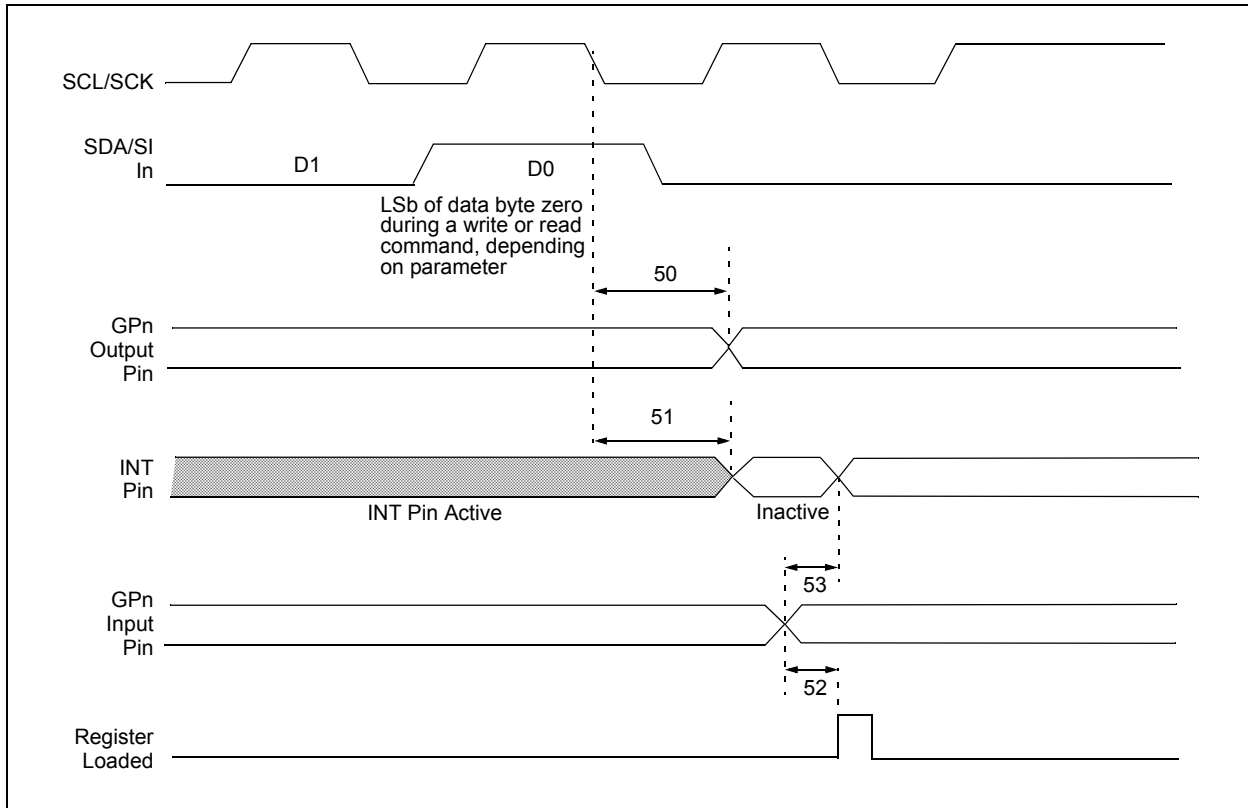 SCL/SCK
SDA/SI
In
D1
D0
LSb of data byte zero
during a write or read
command, depending
on parameter
50
GPn
Output
Pin
51
INT
Pin
INT Pin Active
Inactive
53
GPn
Input
Pin
52
Register
Loaded